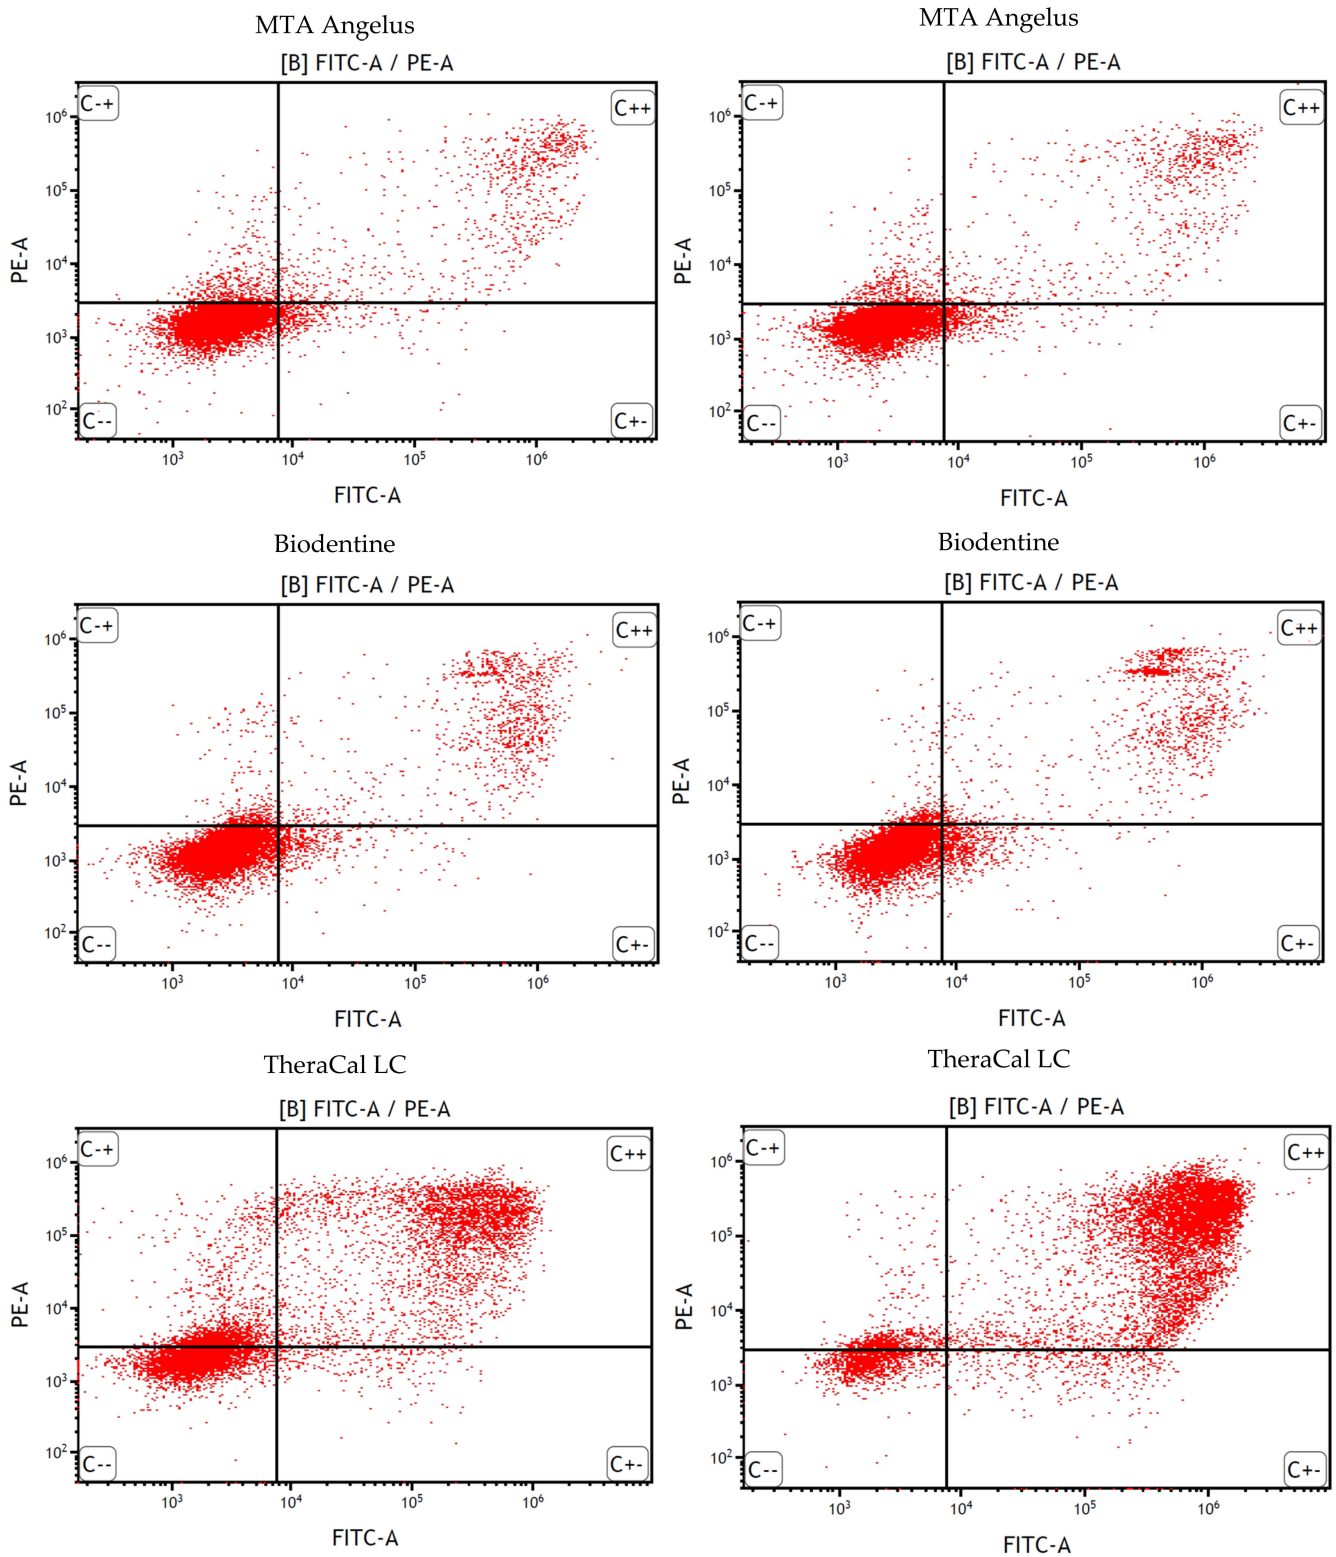 MTA Angelus
[B] FITC-A / PE-A
C-+
C++
10⁶
10⁵
10⁴
10³
10²
PE-A
C--
C+-
10³ 10⁴ 10⁵ 10⁶
FITC-A
MTA Angelus
[B] FITC-A / PE-A
C-+
C++
10⁶
10⁵
10⁴
10³
10²
PE-A
C--
C+-
10³ 10⁴ 10⁵ 10⁶
FITC-A
Biodentine
[B] FITC-A / PE-A
C-+
C++
10⁶
10⁵
10⁴
10³
10²
PE-A
C--
C+-
10³ 10⁴ 10⁵ 10⁶
FITC-A
Biodentine
[B] FITC-A / PE-A
C-+
C++
10⁶
10⁵
10⁴
10³
10²
PE-A
C--
C+-
10³ 10⁴ 10⁵ 10⁶
FITC-A
TheraCal LC
[B] FITC-A / PE-A
C-+
C++
10⁶
10⁵
10⁴
10³
10²
PE-A
C--
C+-
10³ 10⁴ 10⁵ 10⁶
FITC-A
TheraCal LC
[B] FITC-A / PE-A
C-+
C++
10⁶
10⁵
10⁴
10³
10²
PE-A
C--
C+-
10³ 10⁴ 10⁵ 10⁶
FITC-A